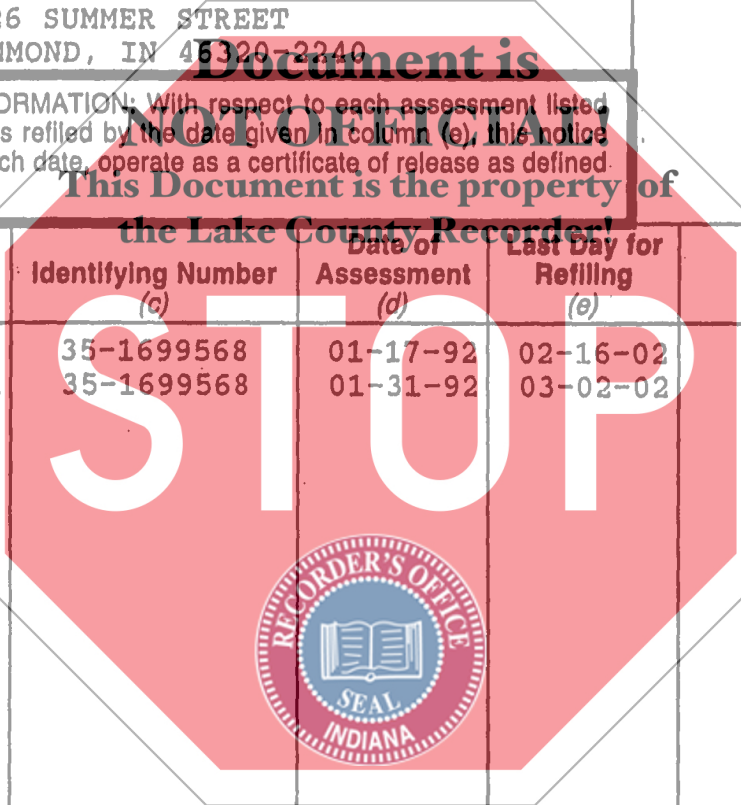 26 SUMMER STREET
MMOND, IN 46320-2240
Document is
ORMATION: With respect to each assessment listed
NOT OFFICIAL!
s refiled by the date given in column (e), this notice
ch date, operate as a certificate of release as defined
This Document is the property of
the Lake County Recorder!
Identifying Number
(c)
Date of
Assessment
(d)
Last Day for
Refiling
(e)
35-1699568 01-17-92 02-16-02
35-1699568 01-31-92 03-02-02
STOP
RECORDER'S OFFICE
SEAL
INDIANA